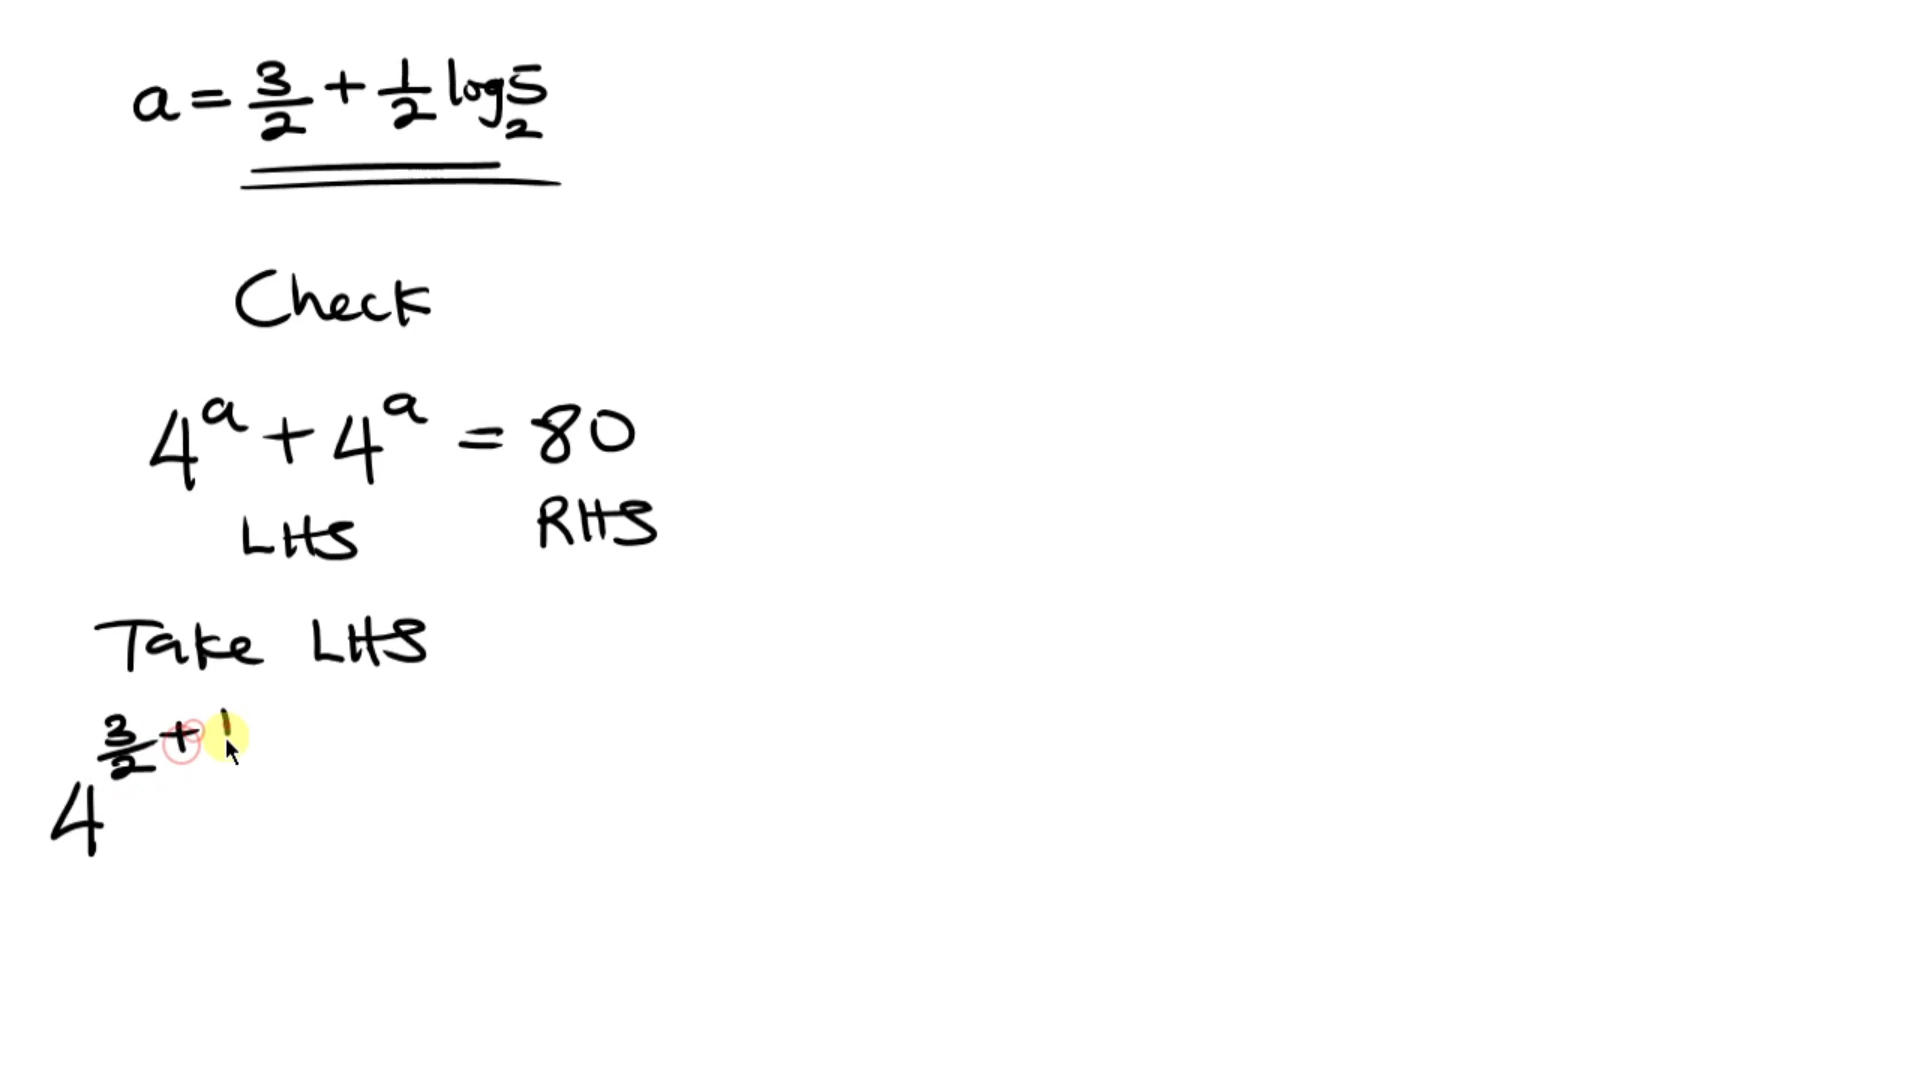 a = 3/2 + 1/2 log₂5
Check
4^a + 4^a = 80
LHS RHS
Take LHS
4^(3/2 + 1